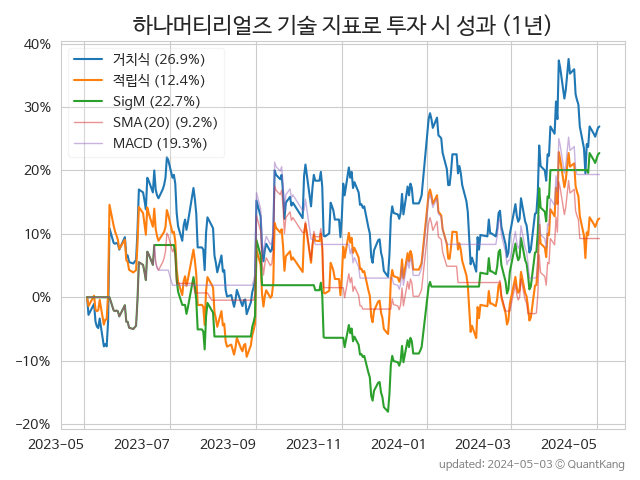 하나머티리얼즈 기술 지표로 투자 시 성과 (1년)
40%
30%
20%
10%
0%
−10%
−20%
거치식 (26.9%)
적립식 (12.4%)
SigM (22.7%)
SMA(20) (9.2%)
MACD (19.3%)
2023-05
2023-07
2023-09
2023-11
2024-01
2024-03
2024-05
updated: 2024-05-03 ⓒ QuantKang